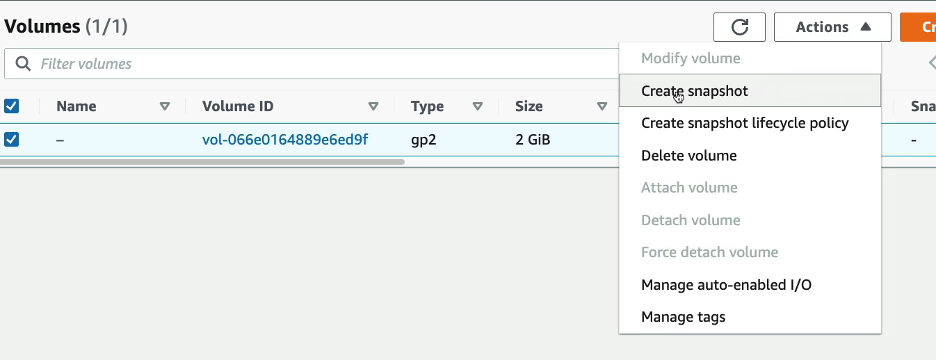 Volumes (1/1)
Actions
Filter volumes
Name
Volume ID
Type
Size
–
vol-066e0164889e6ed9f
gp2
2 GiB
-
Modify volume
Create snapshot
Create snapshot lifecycle policy
Delete volume
Attach volume
Detach volume
Force detach volume
Manage auto-enabled I/O
Manage tags